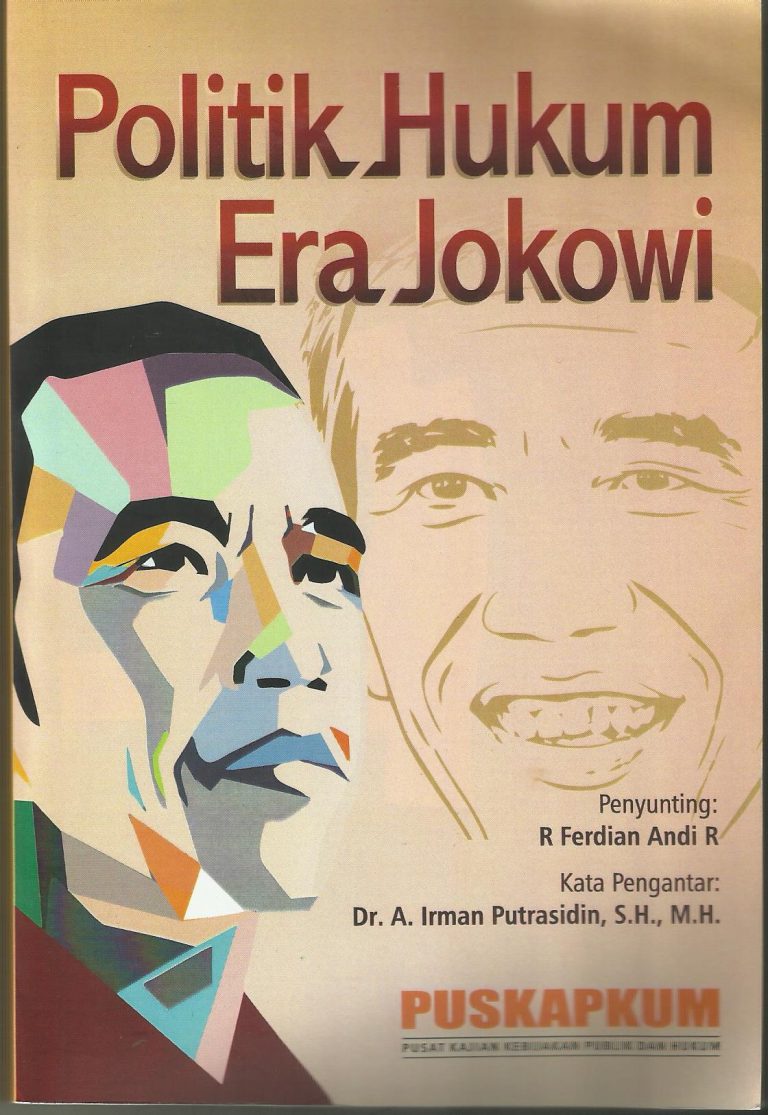 Politik Hukum
Era Jokowi
Penyunting:
R Ferdian Andi R
Kata Pengantar:
Dr. A. Irman Putrasidin, S.H., M.H.
PUSKAPKUM
PUSAT KAJIAN KEBIJAKAN PUBLIK DAN HUKUM